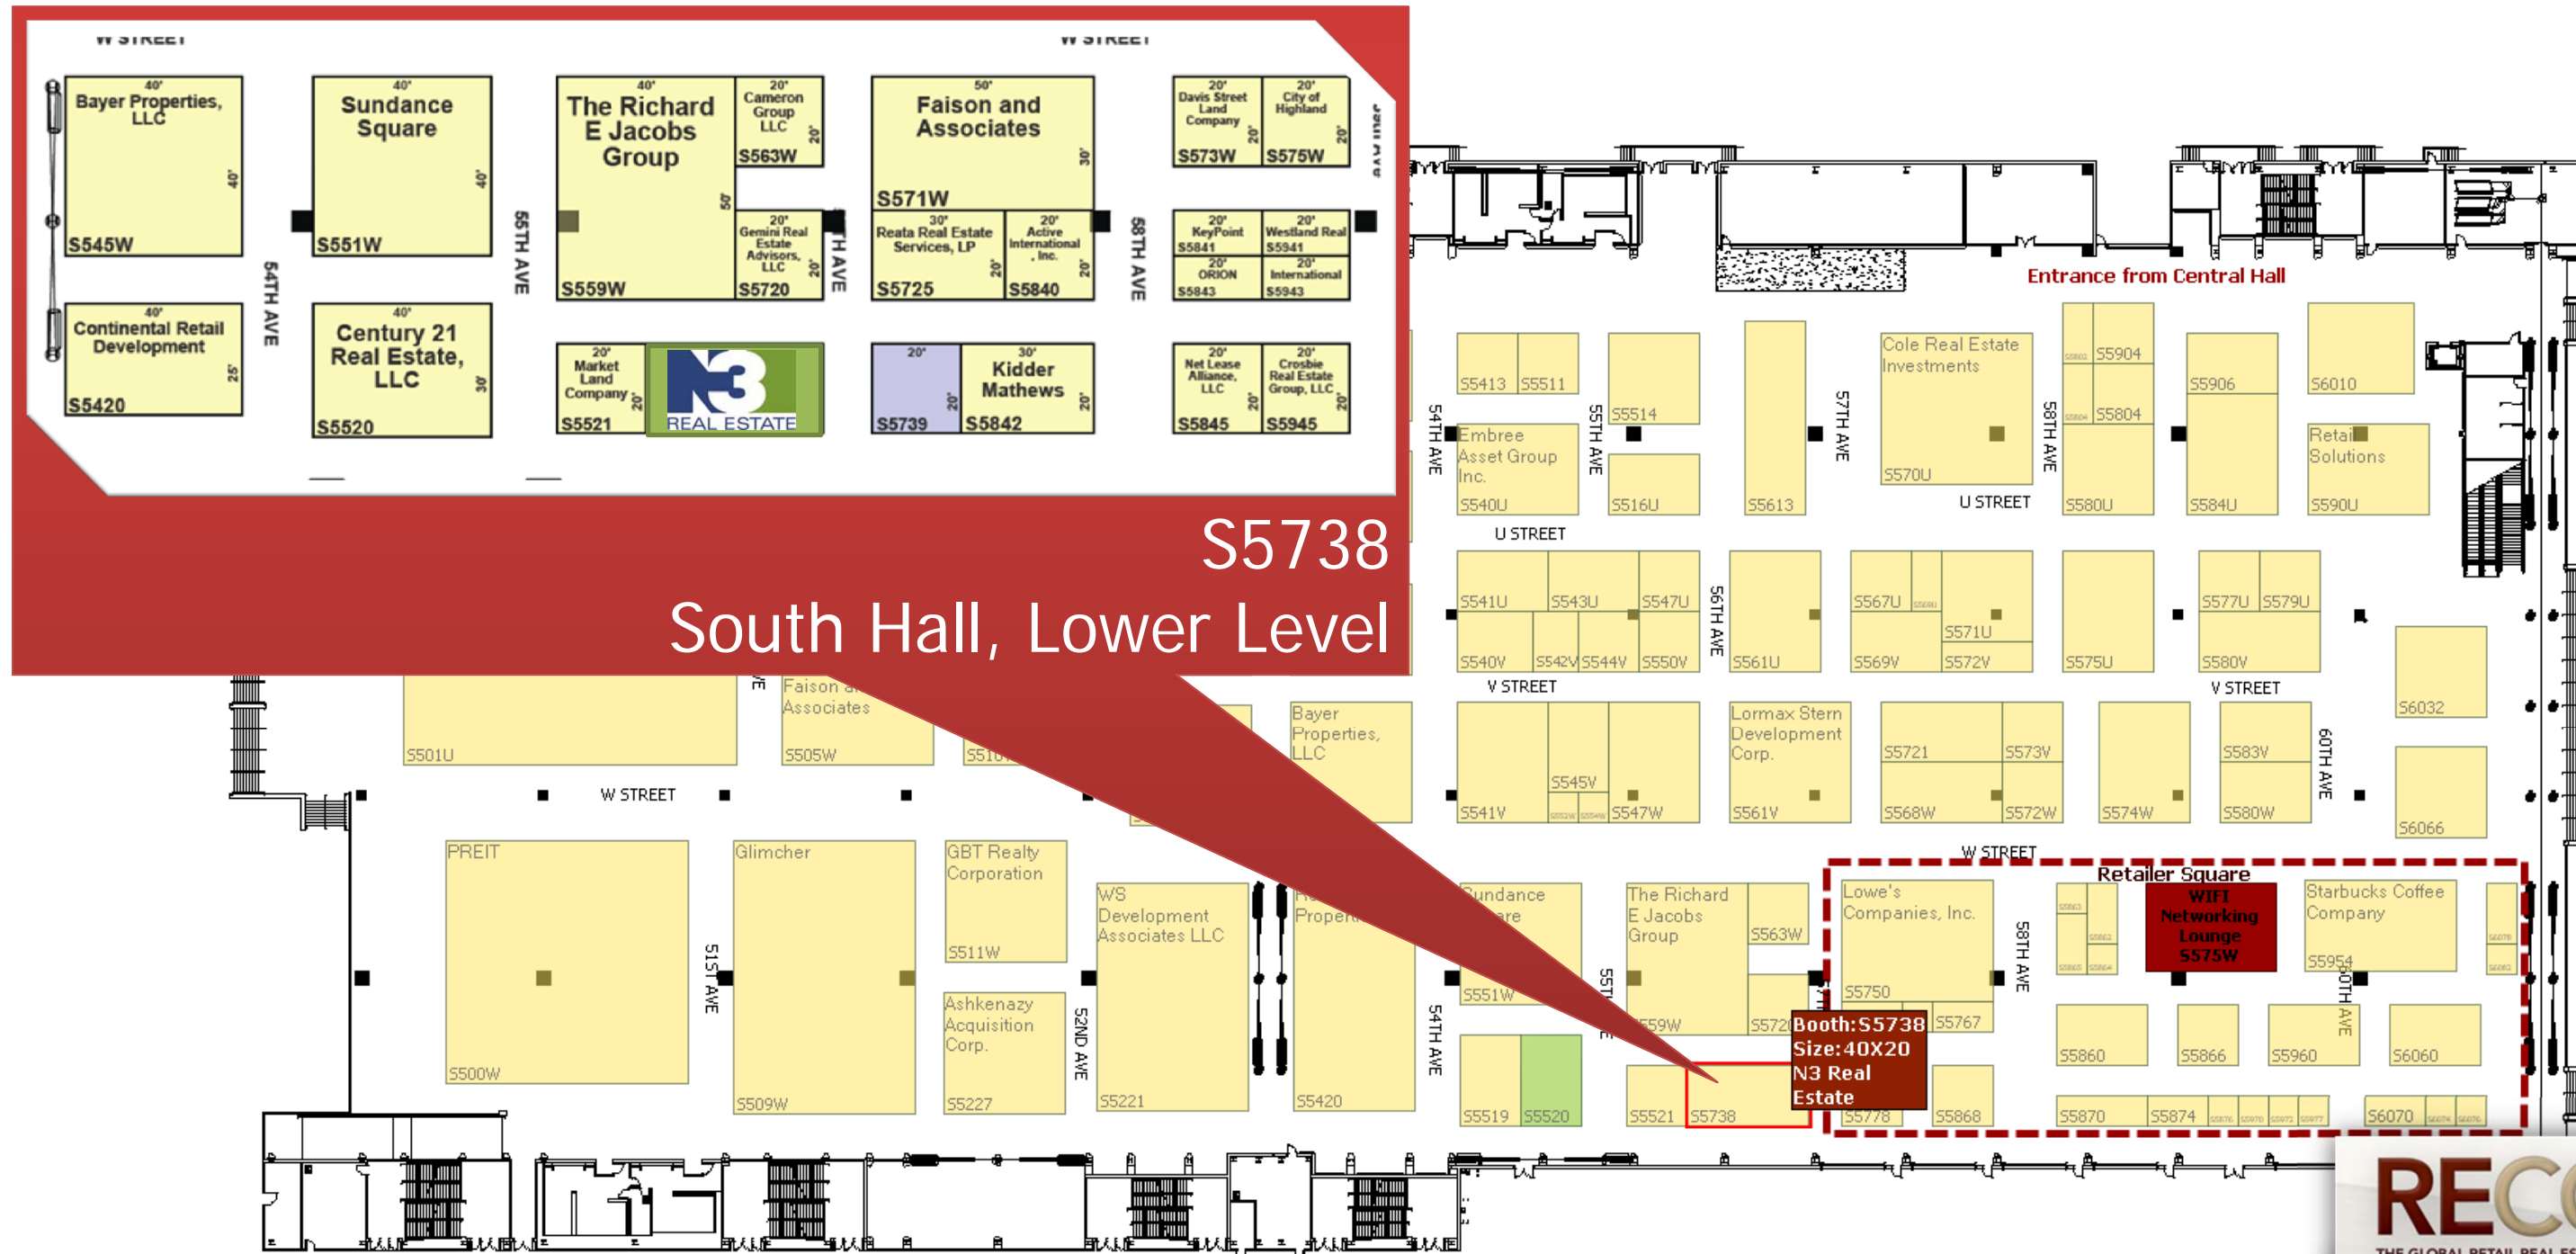 40'
Bayer Properties,
LLC
40'
S545W
40'
Sundance
Square
40'
S551W
40'
The Richard
E Jacobs
Group
50'
S559W
20'
Cameron
Group
LLC
20'
S563W
20'
Gemini Real
Estate
Advisors,
LLC
20'
S5720
50'
Faison and
Associates
30'
S571W
30'
Reata Real Estate
Services, LP
20'
S5725
20'
Active
International
, Inc.
20'
S5840
20'
Davis Street
Land
Company
20'
S573W
20'
City of
Highland
20'
S575W
20'
KeyPoint
S5841
20'
Westland Real
S5941
20'
ORION
S5843
20'
International
S5943
54TH AVE
55TH AVE
58TH AVE
40'
Continental Retail
Development
25'
S5420
40'
Century 21
Real Estate,
LLC
30'
S5520
20'
Market
Land
Company
20'
S5521
N3
REAL ESTATE
20'
20'
S5739
30'
Kidder
Mathews
20'
S5842
20'
Net Lease
Alliance,
LLC
20'
S5845
20'
Crosbie
Real Estate
Group, LLC
20'
S5945
S5738
South Hall, Lower Level
Entrance from Central Hall
S5413
S5511
S5514
S5613
Cole Real Estate
Investments
S570U
S5904
S5804
S580U
S5906
S584U
S6010
Retail
Solutions
S590U
Embree
Asset Group
Inc.
S540U
S516U
54TH AVE
55TH AVE
57TH AVE
58TH AVE
U STREET
U STREET
S541U
S543U
S547U
S540V
S542V
S544V
S550V
56TH AVE
S561U
S567U
S571U
S569V
S572V
S575U
S577U
S579U
S580V
S6032
V STREET
V STREET
S501U
Faison
Associates
S505W
Bayer
Properties,
LLC
S541V
S545V
S547W
Lormax Stern
Development
Corp.
S561V
S5721
S573V
S568W
S572W
S574W
S583V
S580W
60TH AVE
S6066
W STREET
W STREET
PREIT
S500W
51ST AVE
Glimcher
S509W
GBT Realty
Corporation
S511W
Ashkenazy
Acquisition
Corp.
S5227
52ND AVE
WS
Development
Associates LLC
S5221
S5420
54TH AVE
Sundance
S551W
S5519
S5520
The Richard
E Jacobs
Group
S563W
S5521
S5738
Retailer Square
Lowe's
Companies, Inc.
S5750
S5767
S5778
S5868
58TH AVE
WIFI
Networking
Lounge
S575W
Starbucks Coffee
Company
S5954
60TH AVE
S5860
S5866
S5960
S6060
S5870
S5874
S6070
Booth:S5738
Size:40X20
N3 Real
Estate